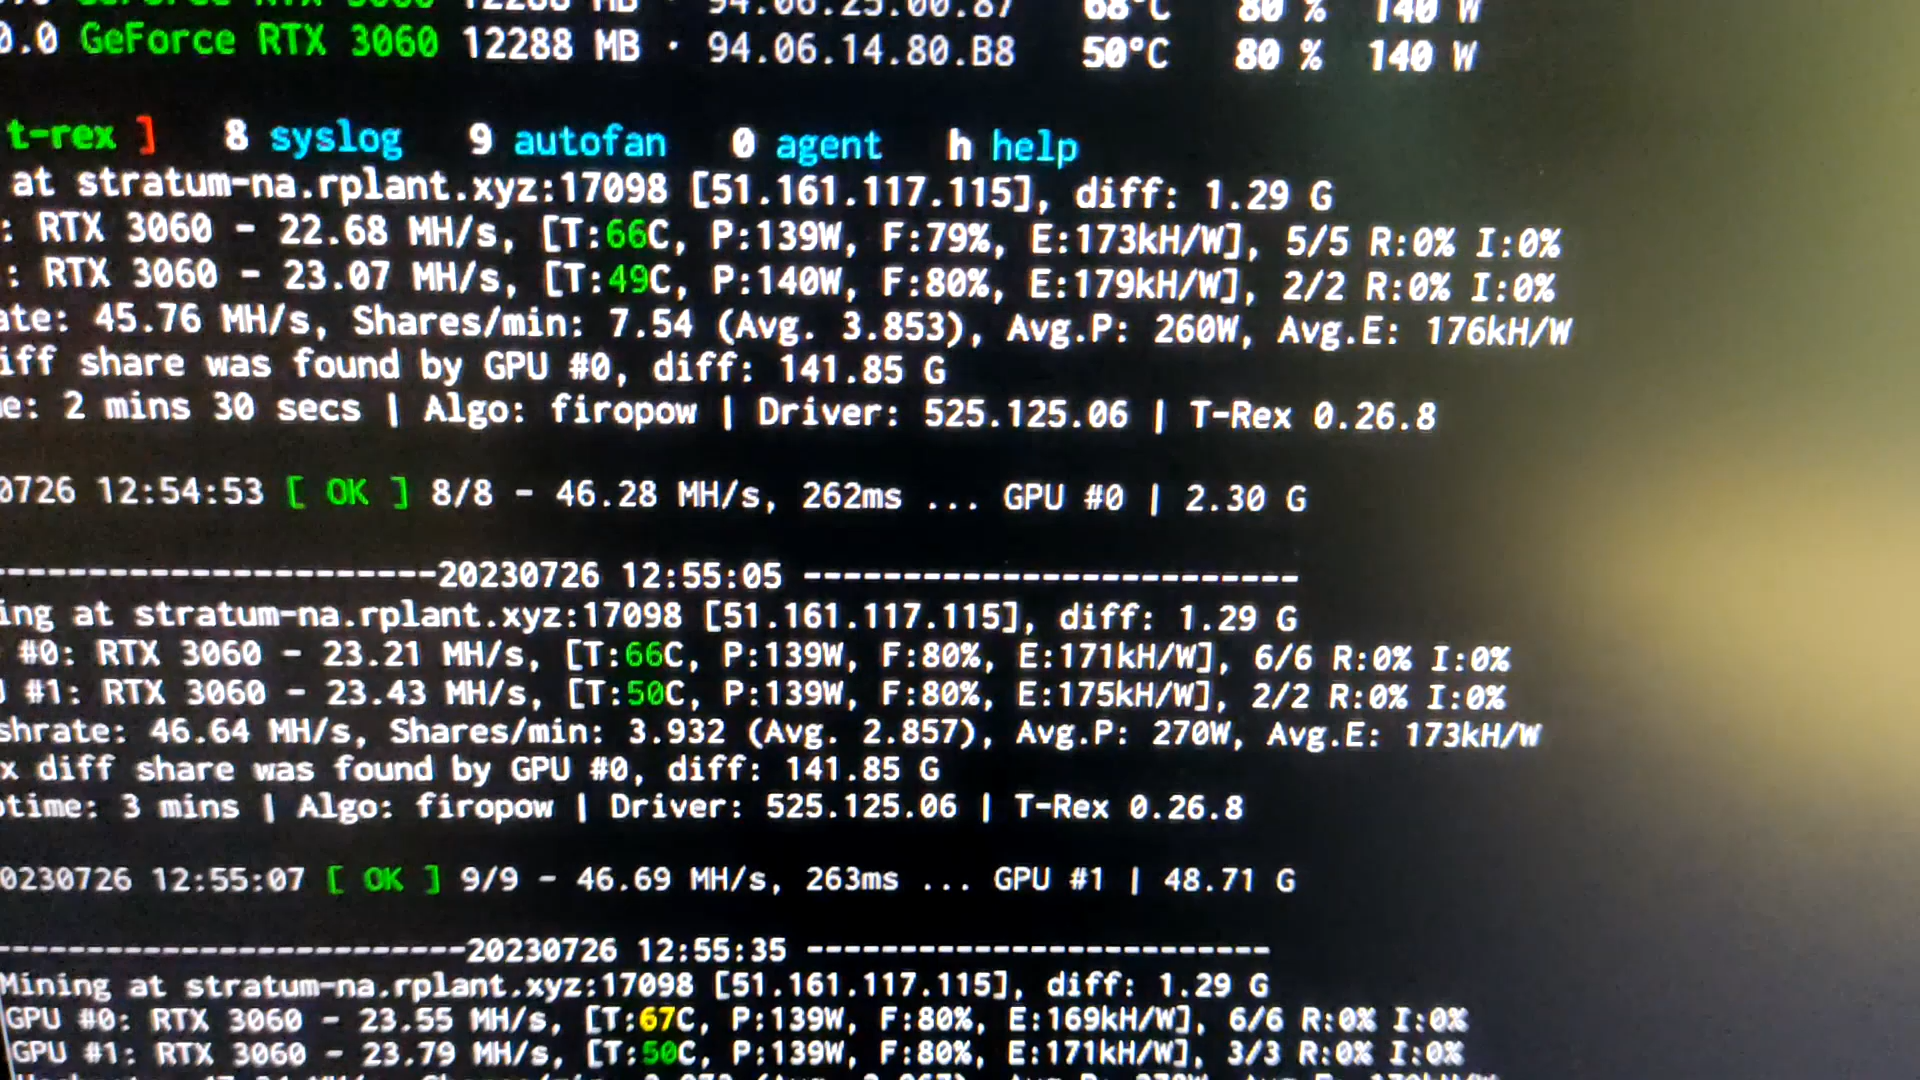 GeForce RTX 3060 12288 MB 94.06.25.00.87 68°C 80 % 140 W
0.0 GeForce RTX 3060 12288 MB · 94.06.14.80.B8 50°C 80 % 140 W
t-rex ] 8 syslog 9 autofan 0 agent h help
at stratum-na.rplant.xyz:17098 [51.161.117.115], diff: 1.29 G
: RTX 3060 - 22.68 MH/s, [T:66C, P:139W, F:79%, E:173kH/W], 5/5 R:0% I:0%
: RTX 3060 - 23.07 MH/s, [T:49C, P:140W, F:80%, E:179kH/W], 2/2 R:0% I:0%
ate: 45.76 MH/s, Shares/min: 7.54 (Avg. 3.853), Avg.P: 260W, Avg.E: 176kH/W
iff share was found by GPU #0, diff: 141.85 G
e: 2 mins 30 secs | Algo: firopow | Driver: 525.125.06 | T-Rex 0.26.8
0726 12:54:53 [ OK ] 8/8 - 46.28 MH/s, 262ms ... GPU #0 | 2.30 G
-----------------------20230726 12:55:05 --------------------------
ing at stratum-na.rplant.xyz:17098 [51.161.117.115], diff: 1.29 G
#0: RTX 3060 - 23.21 MH/s, [T:66C, P:139W, F:80%, E:171kH/W], 6/6 R:0% I:0%
#1: RTX 3060 - 23.43 MH/s, [T:50C, P:139W, F:80%, E:175kH/W], 2/2 R:0% I:0%
shrate: 46.64 MH/s, Shares/min: 3.932 (Avg. 2.857), Avg.P: 270W, Avg.E: 173kH/W
x diff share was found by GPU #0, diff: 141.85 G
ptime: 3 mins | Algo: firopow | Driver: 525.125.06 | T-Rex 0.26.8
0230726 12:55:07 [ OK ] 9/9 - 46.69 MH/s, 263ms ... GPU #1 | 48.71 G
-------------------------20230726 12:55:35 --------------------------
Mining at stratum-na.rplant.xyz:17098 [51.161.117.115], diff: 1.29 G
GPU #0: RTX 3060 - 23.55 MH/s, [T:67C, P:139W, F:80%, E:169kH/W], 6/6 R:0% I:0%
GPU #1: RTX 3060 - 23.79 MH/s, [T:50C, P:139W, F:80%, E:171kH/W], 3/3 R:0% I:0%